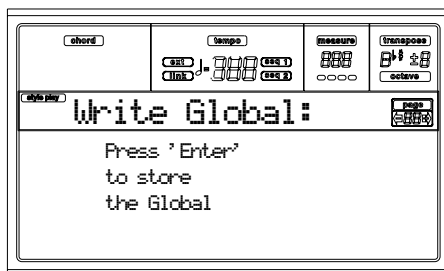 chord tempo measure transpose
ext seq 1
link seq 2
octave
style play page
Write Global:
Press 'Enter'
to store
the Global